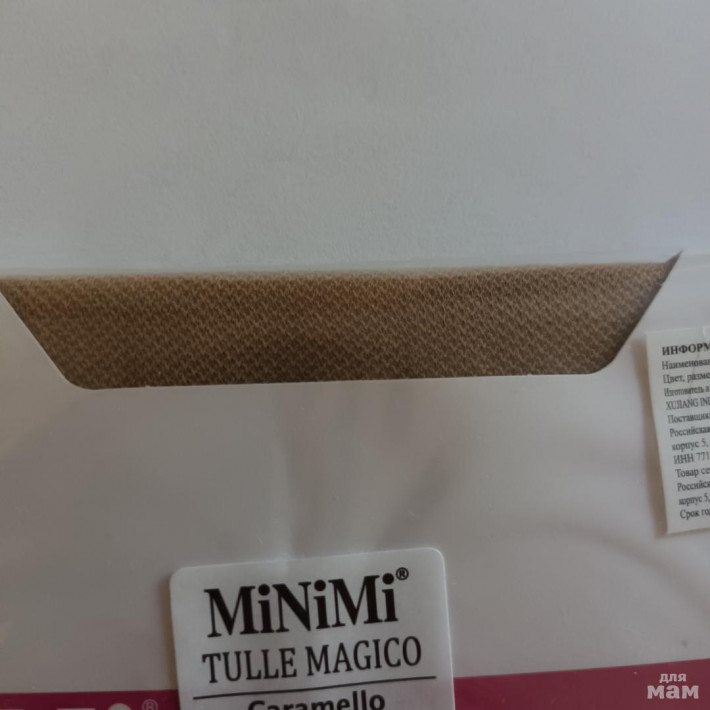 ИНФОРМ
Наименова
Цвет, разме
Изготовитель
XUJIANG IN
Поставщик
Российская
корпус 5,
ИНН 771
Товар се
Российск
корпус 5,
Срок го
MiNiMi®
TULLE MAGICO
Caramello
®
для
мам